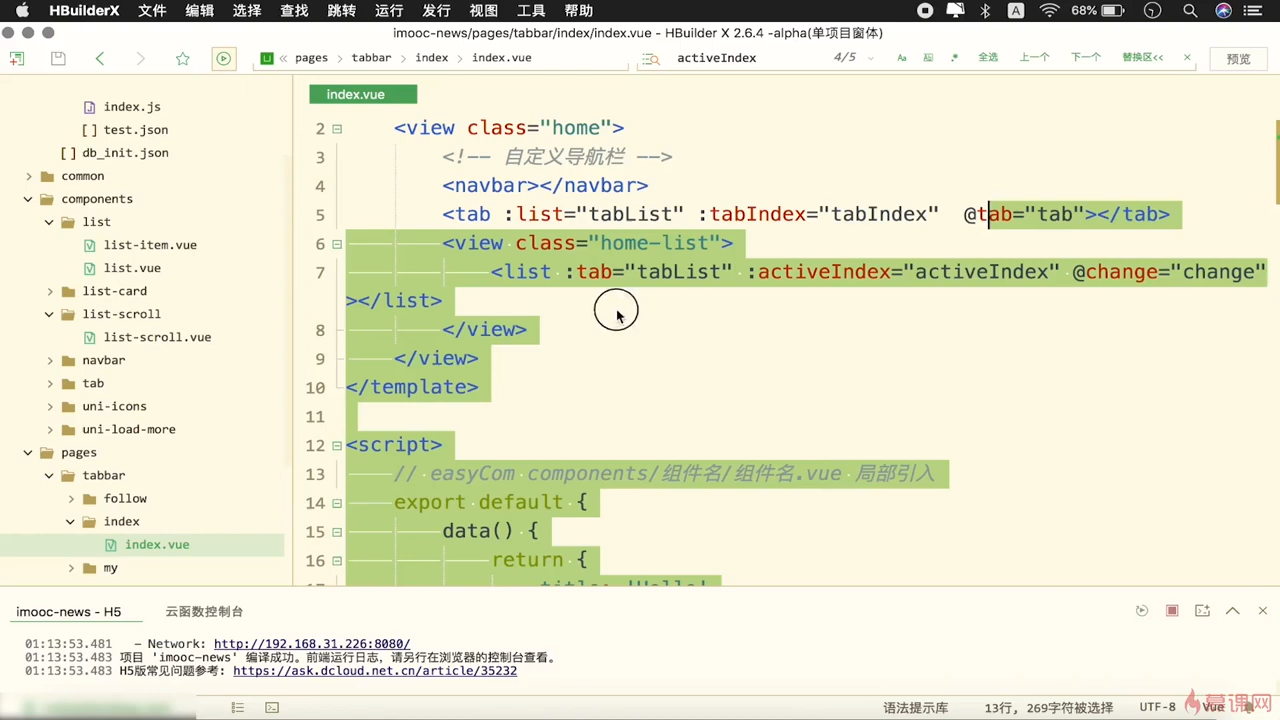 HBuilderX 文件 编辑 选择 查找 跳转 运行 发行 视图 工具 帮助 A 68%
imooc-news/pages/tabbar/index/index.vue - HBuilder X 2.6.4 -alpha(单项目窗体)
pages tabbar index index.vue activeIndex 4/5 Aa 全选 上一个 下一个 替换区<< 预览
index.js
test.json
db_init.json
common
components
list
list-item.vue
list.vue
list-card
list-scroll
list-scroll.vue
navbar
tab
uni-icons
uni-load-more
pages
tabbar
follow
index
index.vue
my
index.vue
2 <view class="home">
3 <!-- 自定义导航栏 -->
4 <navbar></navbar>
5 <tab :list="tabList" :tabIndex="tabIndex" @tab="tab"></tab>
6 <view class="home-list">
7 <list :tab="tabList" :activeIndex="activeIndex" @change="change"
></list>
8 </view>
9 </view>
10 </template>
11
12 <script>
13 // easyCom components/组件名/组件名.vue 局部引入
14 export default {
15 data() {
16 return {
title: 'Hello'
imooc-news - H5 云函数控制台
01:13:53.481 - Network: http://192.168.31.226:8080/
01:13:53.483 项目 'imooc-news' 编译成功。前端运行日志，请另行在浏览器的控制台查看。
01:13:53.483 H5版常见问题参考: https://ask.dcloud.net.cn/article/35232
语法提示库 13行, 269字符被选择 UTF-8 Vue
慕课网